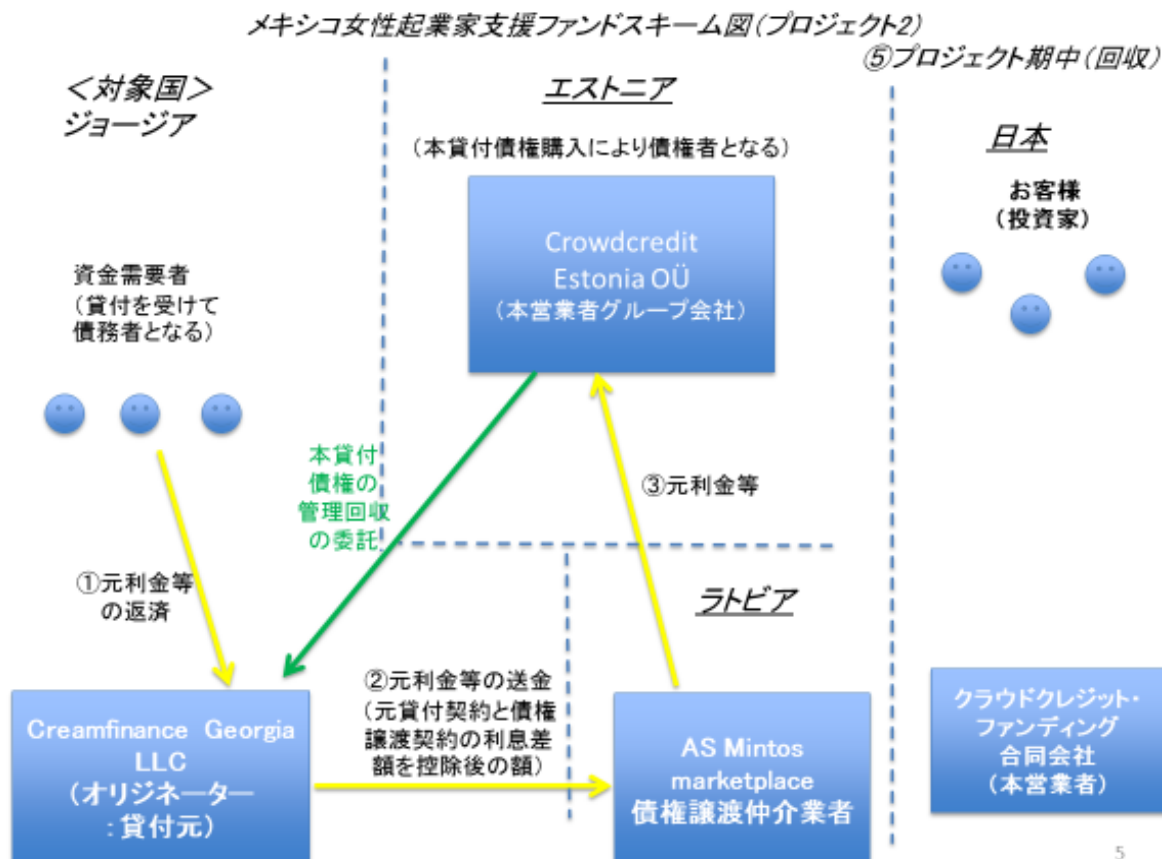 メキシコ女性起業家支援ファンドスキーム図(プロジェクト2)
⑤プロジェクト期中(回収)
＜対象国＞
ジョージア
エストニア
(本貸付債権購入により債権者となる)
日本
お客様
(投資家)
Crowdcredit
Estonia OÜ
(本営業者グループ会社)
資金需要者
(貸付を受けて
債務者となる)
本貸付
債権の
管理回収
の委託
③元利金等
①元利金等
の返済
ラトビア
②元利金等の送金
(元貸付契約と債権
譲渡契約の利息差
額を控除後の額)
Creamfinance Georgia
LLC
(オリジネーター
:貸付元)
AS Mintos
marketplace
債権譲渡仲介業者
クラウドクレジット・
ファンディング
合同会社
(本営業者)
5